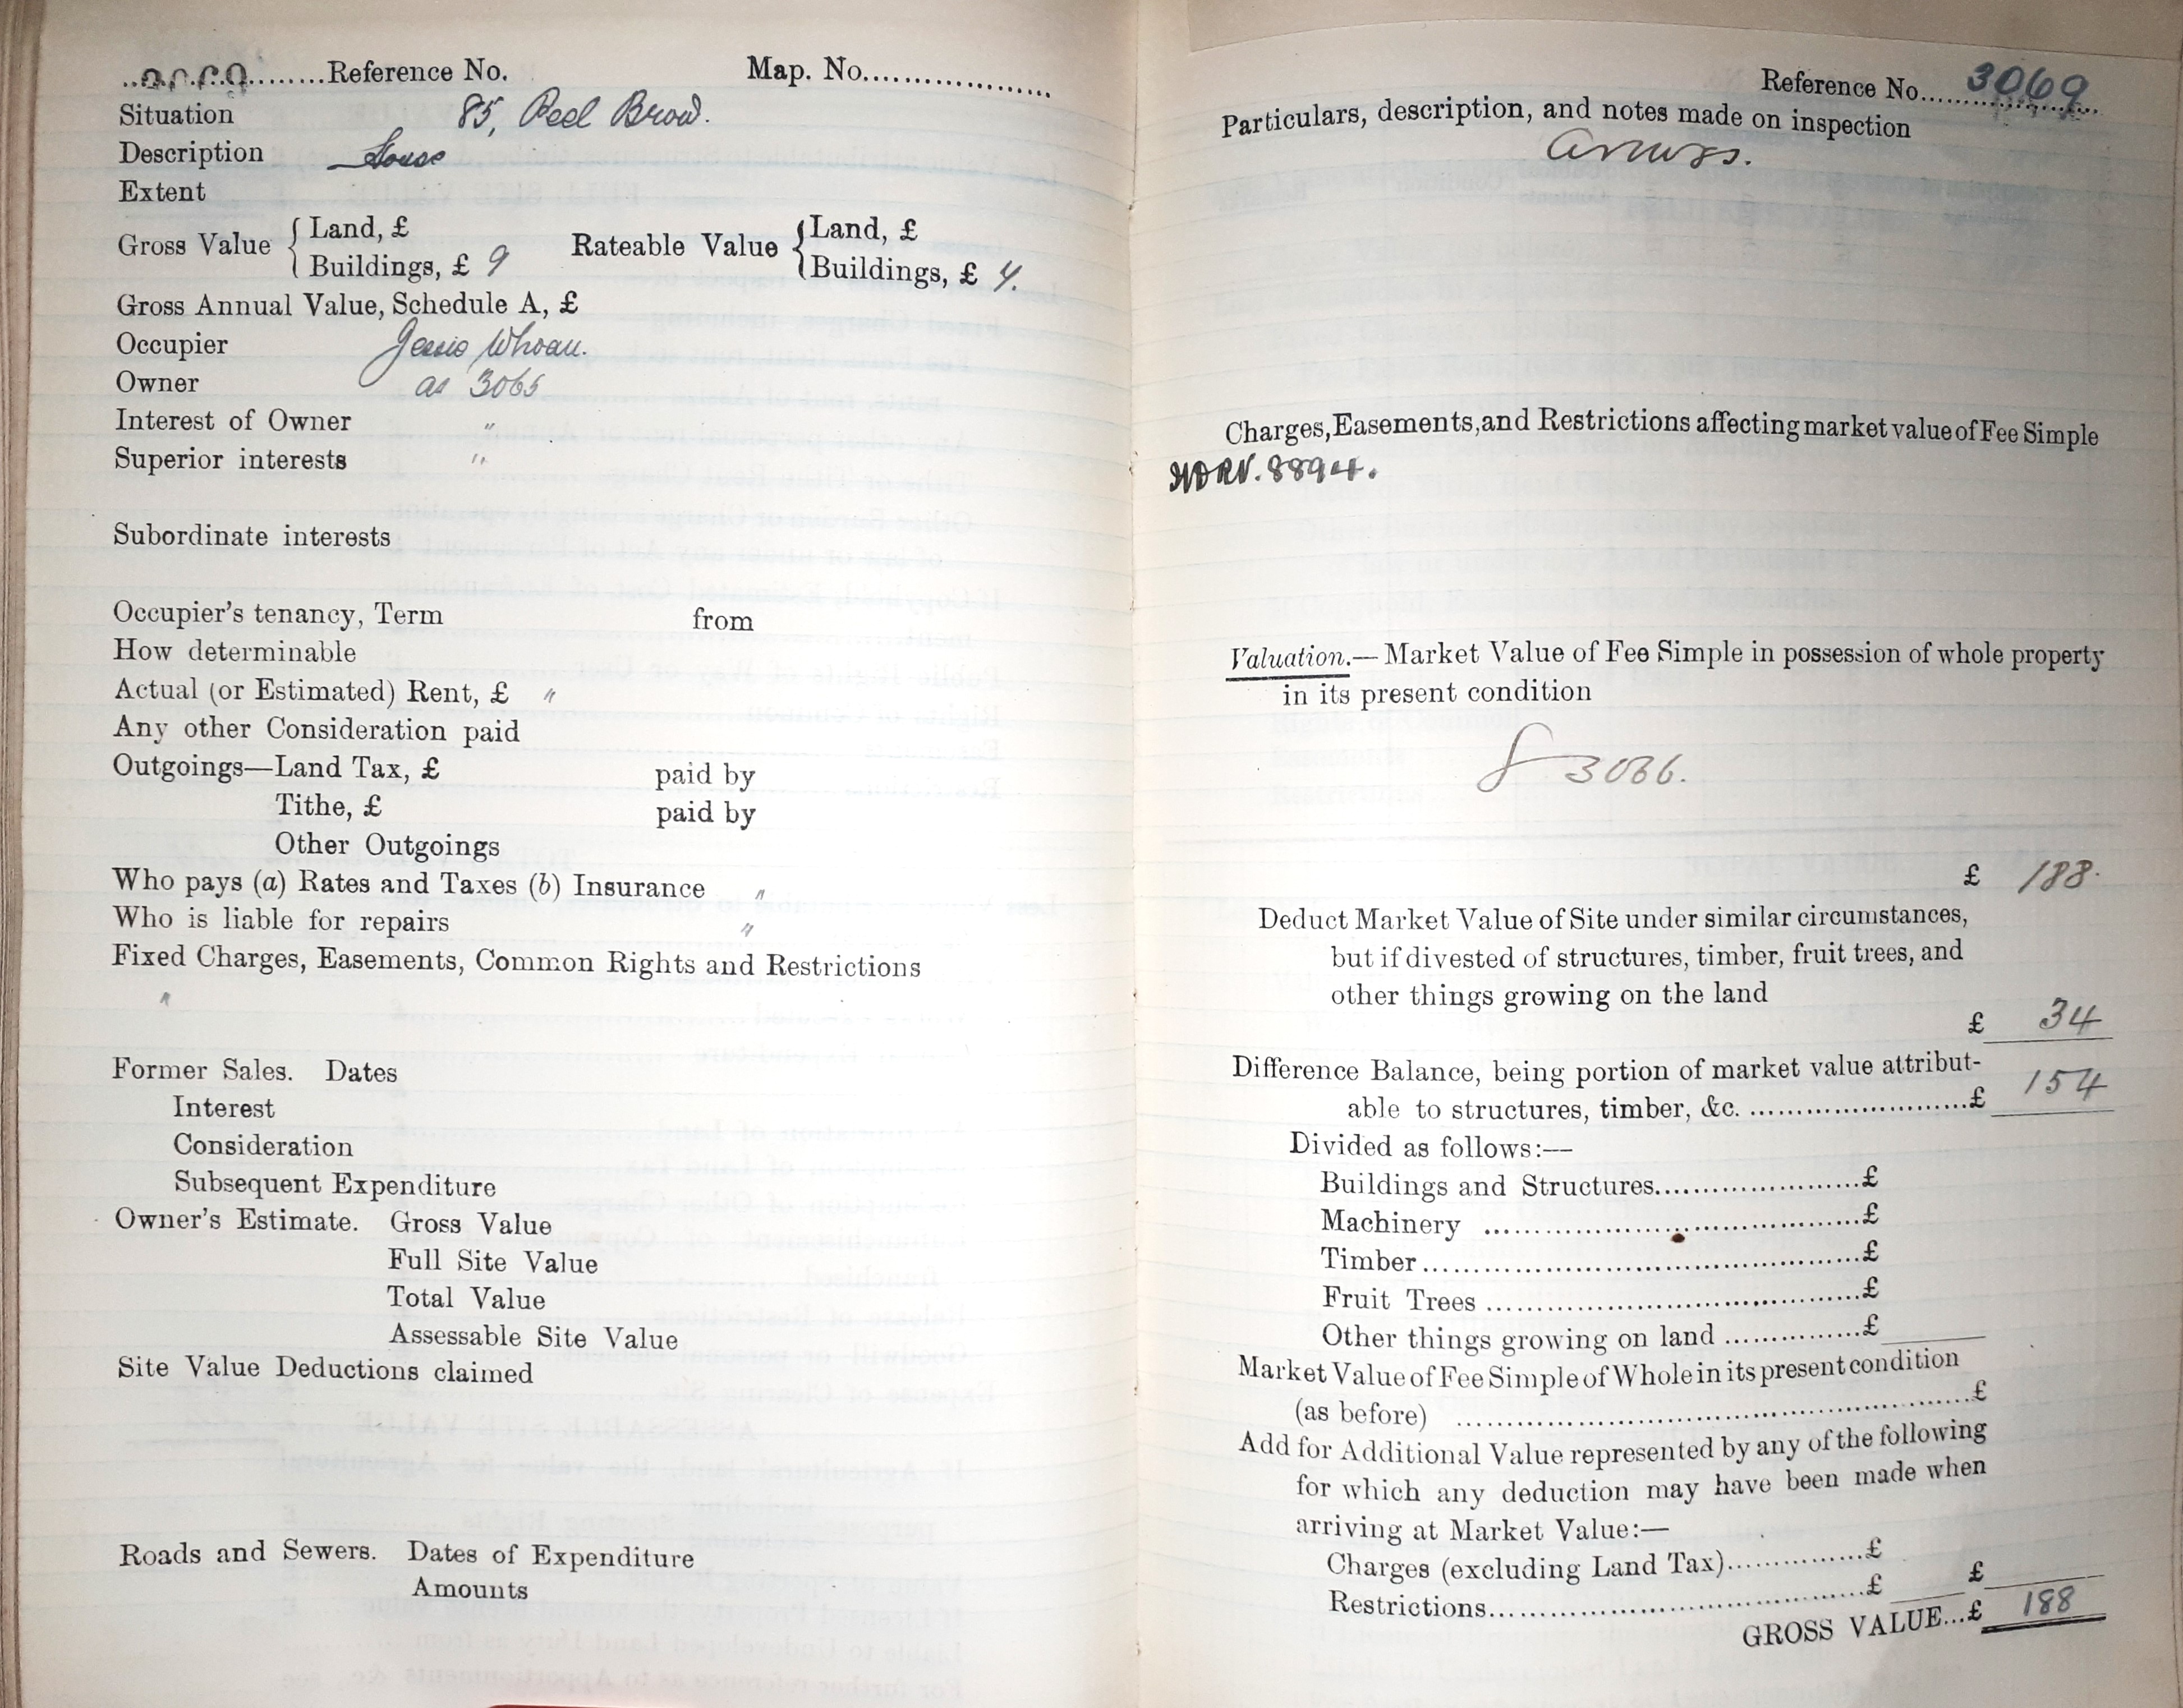 Reference No. Map. No.
Situation 85, Peel Brow.
Description House
Extent
Gross Value { Land, £ Rateable Value { Land, £
Buildings, £ 9 Buildings, £ 4.
Gross Annual Value, Schedule A, £
Occupier Whoau.
Owner as 3065
Interest of Owner "
Superior interests "
Subordinate interests
Occupier's tenancy, Term from
How determinable
Actual (or Estimated) Rent, £ "
Any other Consideration paid
Outgoings—Land Tax, £ paid by
Tithe, £ paid by
Other Outgoings
Who pays (a) Rates and Taxes (b) Insurance "
Who is liable for repairs "
Fixed Charges, Easements, Common Rights and Restrictions
"
Former Sales. Dates
Interest
Consideration
Subsequent Expenditure
Owner's Estimate. Gross Value
Full Site Value
Total Value
Assessable Site Value
Site Value Deductions claimed
Roads and Sewers. Dates of Expenditure
Amounts
Reference No. 3069
Particulars, description, and notes made on inspection
Charges, Easements, and Restrictions affecting market value of Fee Simple
8894.
Valuation.— Market Value of Fee Simple in possession of whole property
in its present condition
3066.
£ 188.
Deduct Market Value of Site under similar circumstances,
but if divested of structures, timber, fruit trees, and
other things growing on the land
£ 34
Difference Balance, being portion of market value attribut-
able to structures, timber, &c. £ 154
Divided as follows:—
Buildings and Structures £
Machinery £
Timber £
Fruit Trees £
Other things growing on land £
Market Value of Fee Simple of Whole in its present condition
(as before) £
Add for Additional Value represented by any of the following
for which any deduction may have been made when
arriving at Market Value:—
Charges (excluding Land Tax) £
Restrictions £ £
GROSS VALUE...£ 188